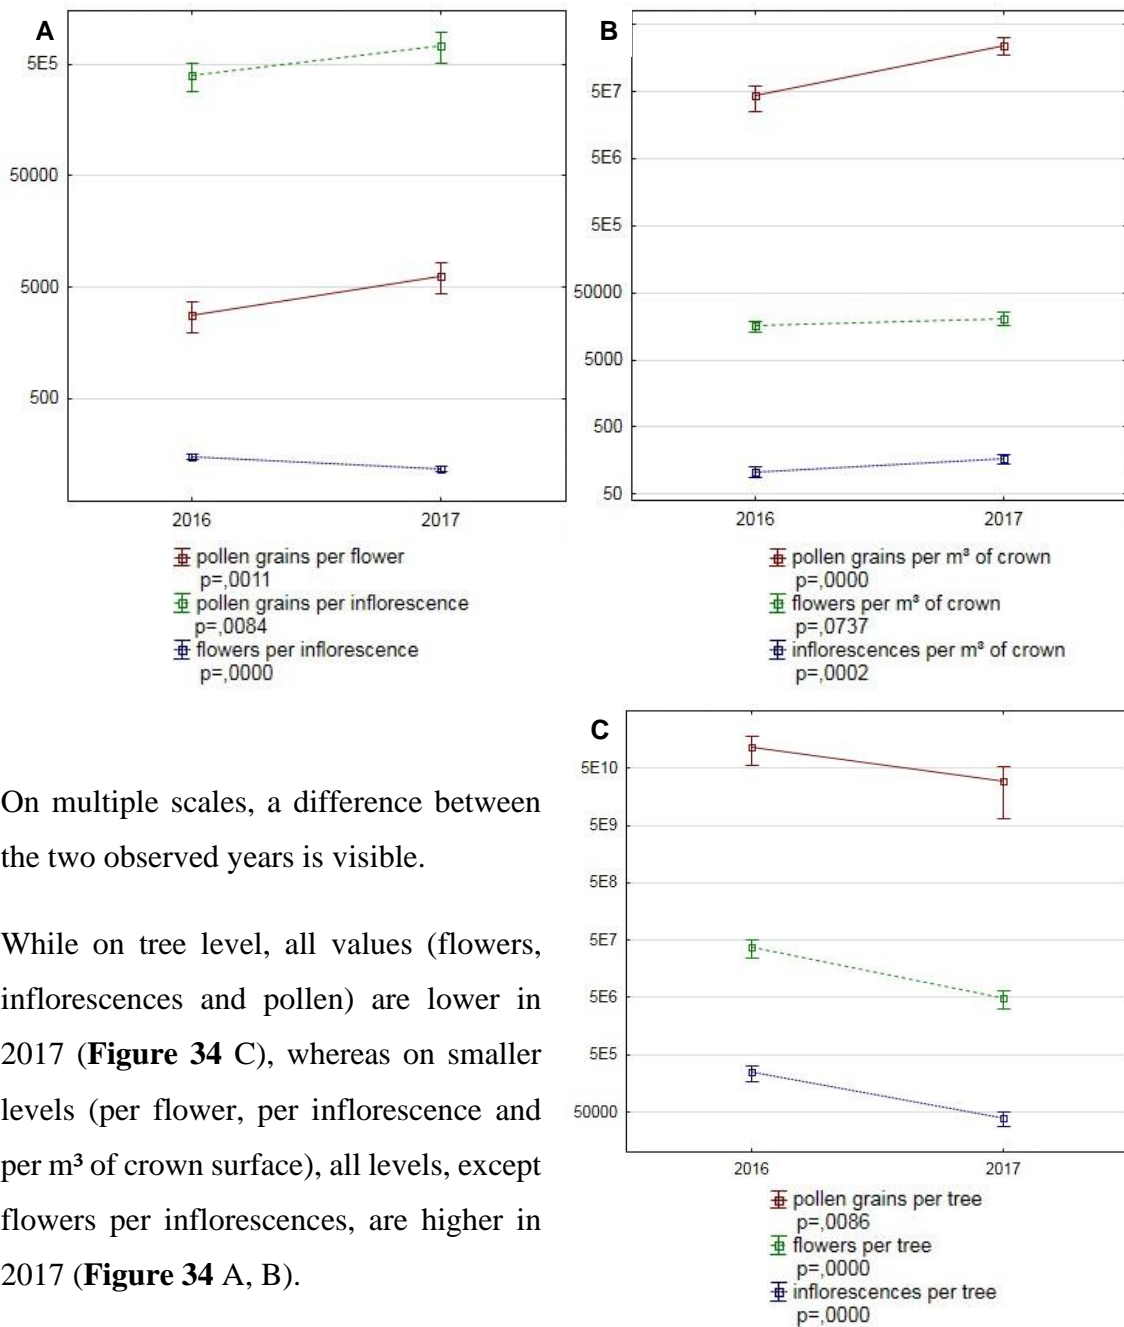 A
5E5
50000
5000
500
2016 2017
pollen grains per flower
p=,0011
pollen grains per inflorescence
p=,0084
flowers per inflorescence
p=,0000
B
5E7
5E6
5E5
50000
5000
500
50
2016 2017
pollen grains per m³ of crown
p=,0000
flowers per m³ of crown
p=,0737
inflorescences per m³ of crown
p=,0002
On multiple scales, a difference between
the two observed years is visible.
While on tree level, all values (flowers,
inflorescences and pollen) are lower in
2017 (Figure 34 C), whereas on smaller
levels (per flower, per inflorescence and
per m³ of crown surface), all levels, except
flowers per inflorescences, are higher in
2017 (Figure 34 A, B).
C
5E10
5E9
5E8
5E7
5E6
5E5
50000
2016 2017
pollen grains per tree
p=,0086
flowers per tree
p=,0000
inflorescences per tree
p=,0000